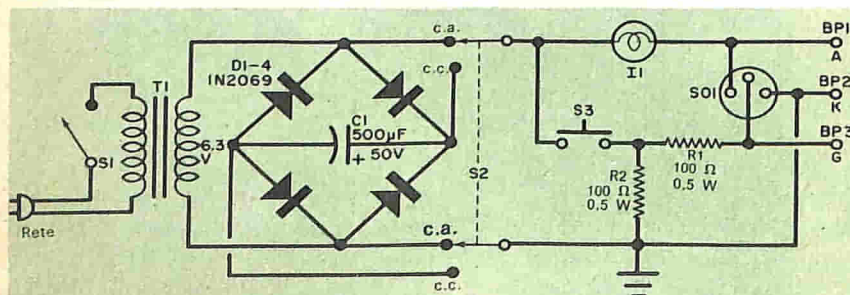 c.a.
c.c.
BP1
A
D1-4
1N2069
T1
I1
BP2
K
SO1
C1
500µF
+ 50V
S3
BP3
G
6.3
V
S1
S2
R1
100 Ω
0,5 W
R2
100 Ω
0,5 W
Rete
c.a.
c.c.